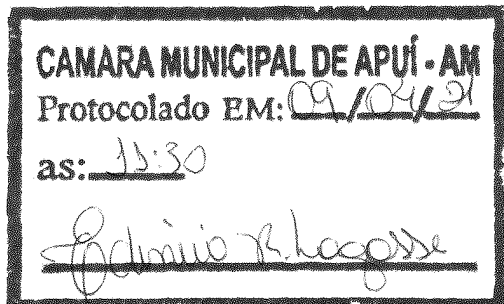 CAMARA MUNICIPAL DE APUÍ - AM
Protocolado EM: 09/04/21
as: 11:30